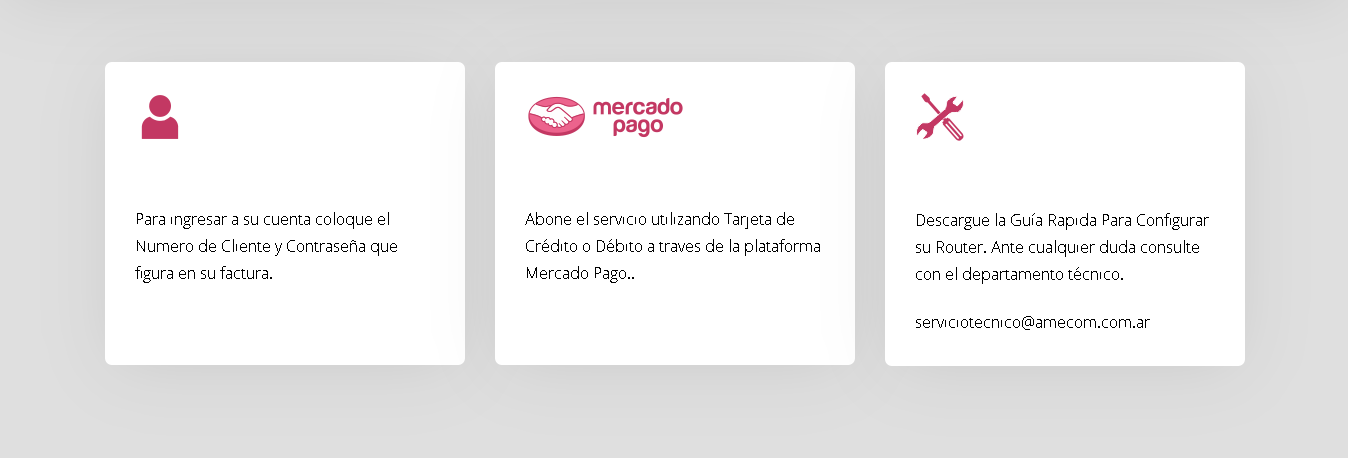 Para ingresar a su cuenta coloque el
Numero de Cliente y Contraseña que
figura en su factura.
mercado
pago
Abone el servicio utilizando Tarjeta de
Crédito o Débito a traves de la plataforma
Mercado Pago..
Descargue la Guía Rapida Para Configurar
su Router. Ante cualquier duda consulte
con el departamento técnico.
serviciotecnico@amecom.com.ar